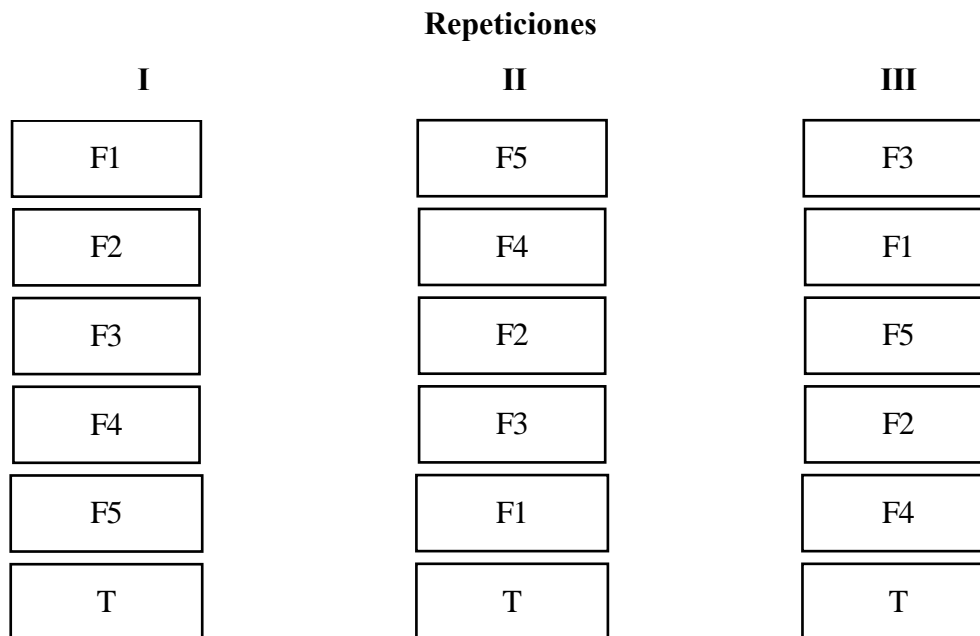 Repeticiones
I II III
F1 F5 F3
F2 F4 F1
F3 F2 F5
F4 F3 F2
F5 F1 F4
T T T